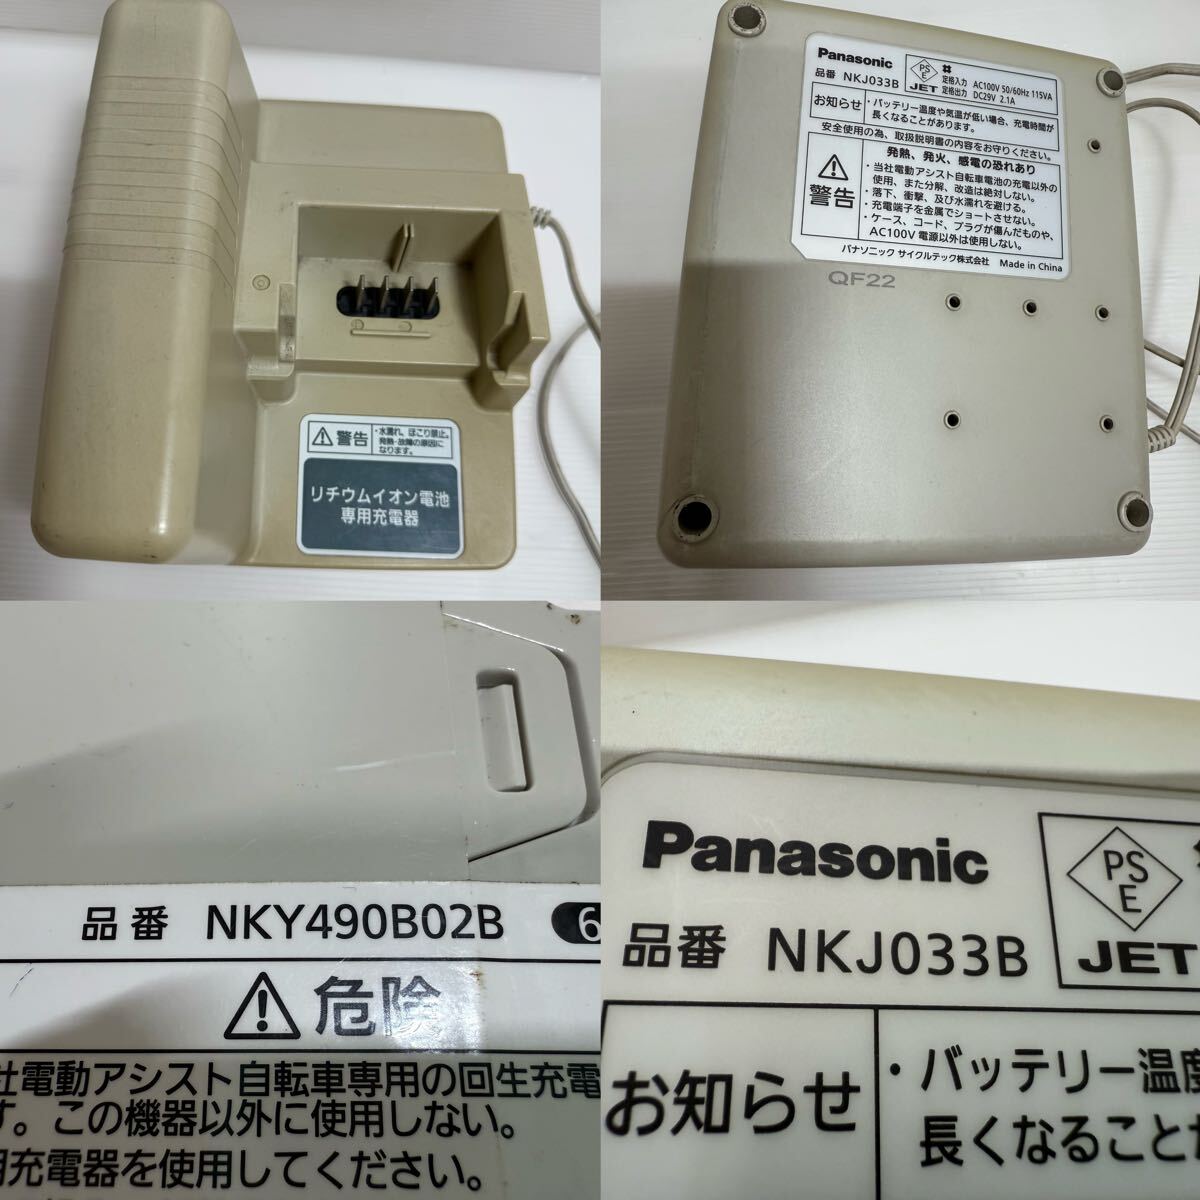 警告
・水濡れ、ほこり禁止。
発熱・故障の原因に
なります。
リチウムイオン電池
専用充電器
Panasonic
品番 NKJ033B
PS
E
JET
定格入力 AC100V 50/60Hz 115VA
定格出力 DC29V 2.1A
お知らせ
・バッテリー温度や気温が低い場合、充電時間が
長くなることがあります。
安全使用の為、取扱説明書の内容をお守りください。
警告
発熱、発火、感電の恐れあり
・当社電動アシスト自転車電池の充電以外の
使用、また分解、改造は絶対しない。
・落下、衝撃、及び水濡れを避ける。
・充電端子を金属でショートさせない。
・ケース、コード、プラグが傷んだものや、
AC100V 電源以外は使用しない。
パナソニック サイクルテック株式会社 Made in China
QF22
品番 NKY490B02B 6
危険
社電動アシスト自転車専用の回生充電
す。この機器以外に使用しない。
用充電器を使用してください。
Panasonic
品番 NKJ033B
PS
E
JET
お知らせ
・バッテリー温度
長くなることが